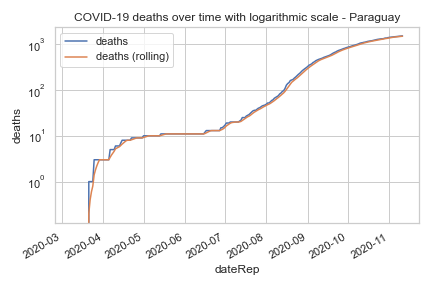 COVID-19 deaths over time with logarithmic scale - Paraguay
deaths
deaths (rolling)
10³
10²
10¹
10⁰
deaths
2020-03
2020-04
2020-05
2020-06
2020-07
2020-08
2020-09
2020-10
2020-11
dateRep